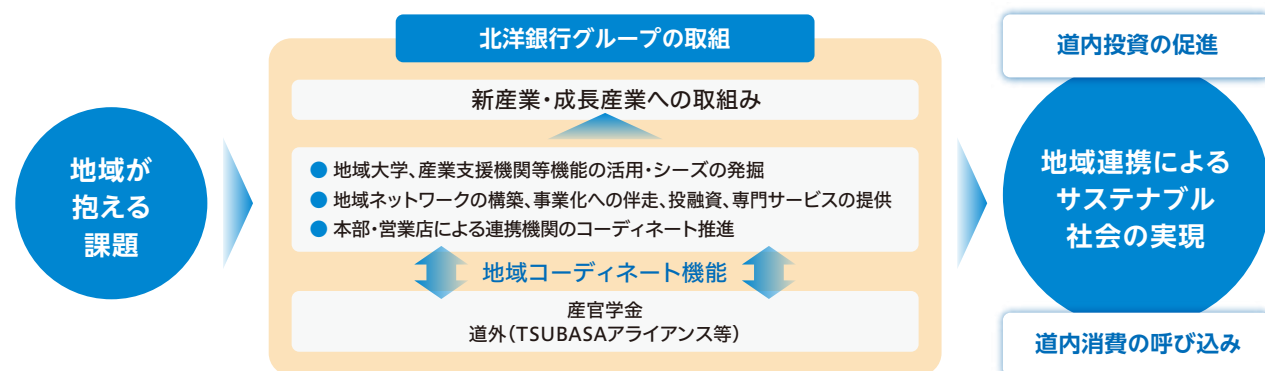 地域が
抱える
課題
北洋銀行グループの取組
新産業・成長産業への取組み
● 地域大学、産業支援機関等機能の活用・シーズの発掘
● 地域ネットワークの構築、事業化への伴走、投融資、専門サービスの提供
● 本部・営業店による連携機関のコーディネート推進
地域コーディネート機能
産官学金
道外(TSUBASAアライアンス等)
道内投資の促進
地域連携による
サステナブル
社会の実現
道内消費の呼び込み